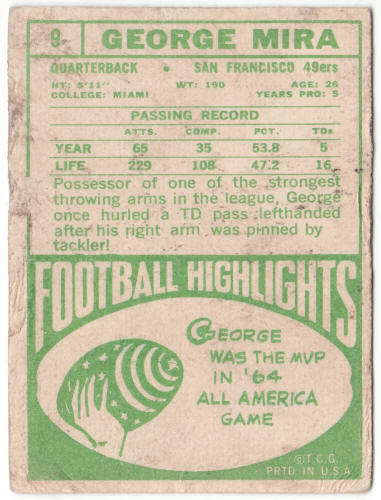 9 GEORGE MIRA
QUARTERBACK • SAN FRANCISCO 49ers
HT: 5'11" WT: 190 AGE: 26
COLLEGE: MIAMI YEARS PRO: 5
PASSING RECORD
ATTS. COMP. PCT. TDs
YEAR 65 35 53.8 5
LIFE 229 108 47.2 16
Possessor of one of the strongest
throwing arms in the league, George
once hurled a TD pass lefthanded
after his right arm was pinned by
tackler!
FOOTBALL HIGHLIGHTS
GEORGE
WAS THE MVP
IN '64
ALL AMERICA
GAME
©T.C.G.
PRTD IN U.S.A.